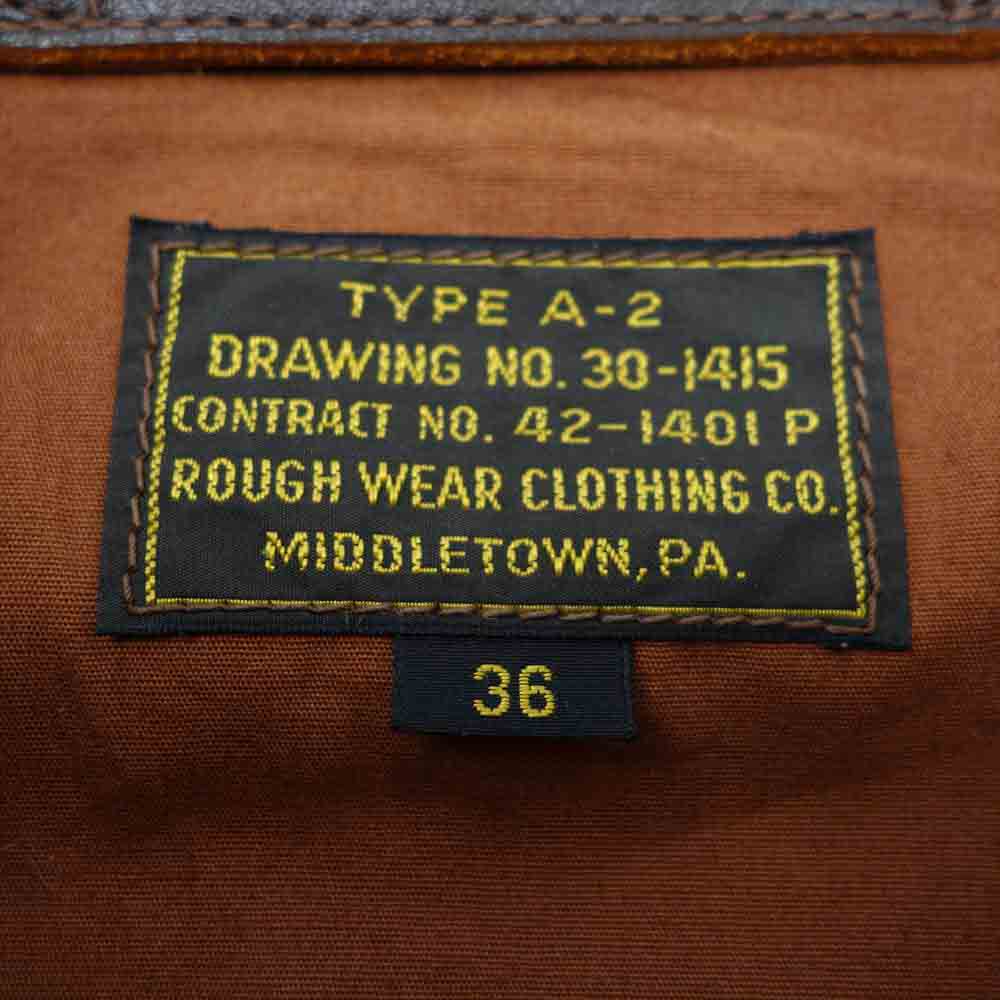 TYPE A-2
DRAWING NO. 30-1415
CONTRACT NO. 42-1401 P
ROUGH WEAR CLOTHING CO.
MIDDLETOWN, PA.
36